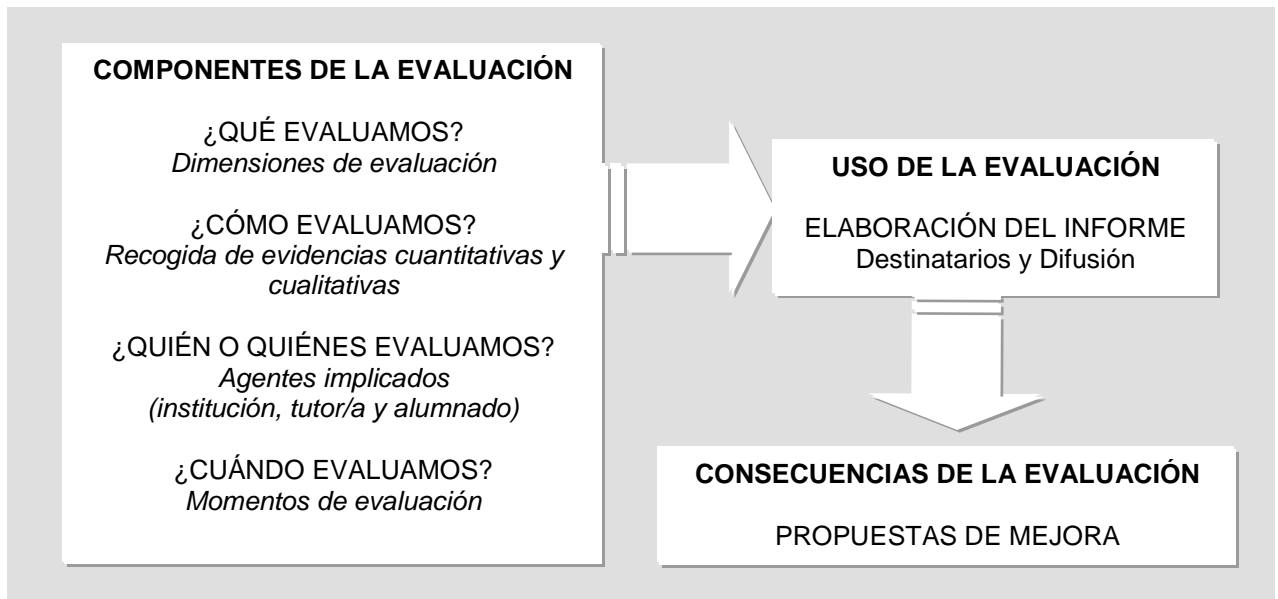 COMPONENTES DE LA EVALUACIÓN
¿QUÉ EVALUAMOS?
Dimensiones de evaluación
¿CÓMO EVALUAMOS?
Recogida de evidencias cuantitativas y
cualitativas
¿QUIÉN O QUIÉNES EVALUAMOS?
Agentes implicados
(institución, tutor/a y alumnado)
¿CUÁNDO EVALUAMOS?
Momentos de evaluación
USO DE LA EVALUACIÓN
ELABORACIÓN DEL INFORME
Destinatarios y Difusión
CONSECUENCIAS DE LA EVALUACIÓN
PROPUESTAS DE MEJORA